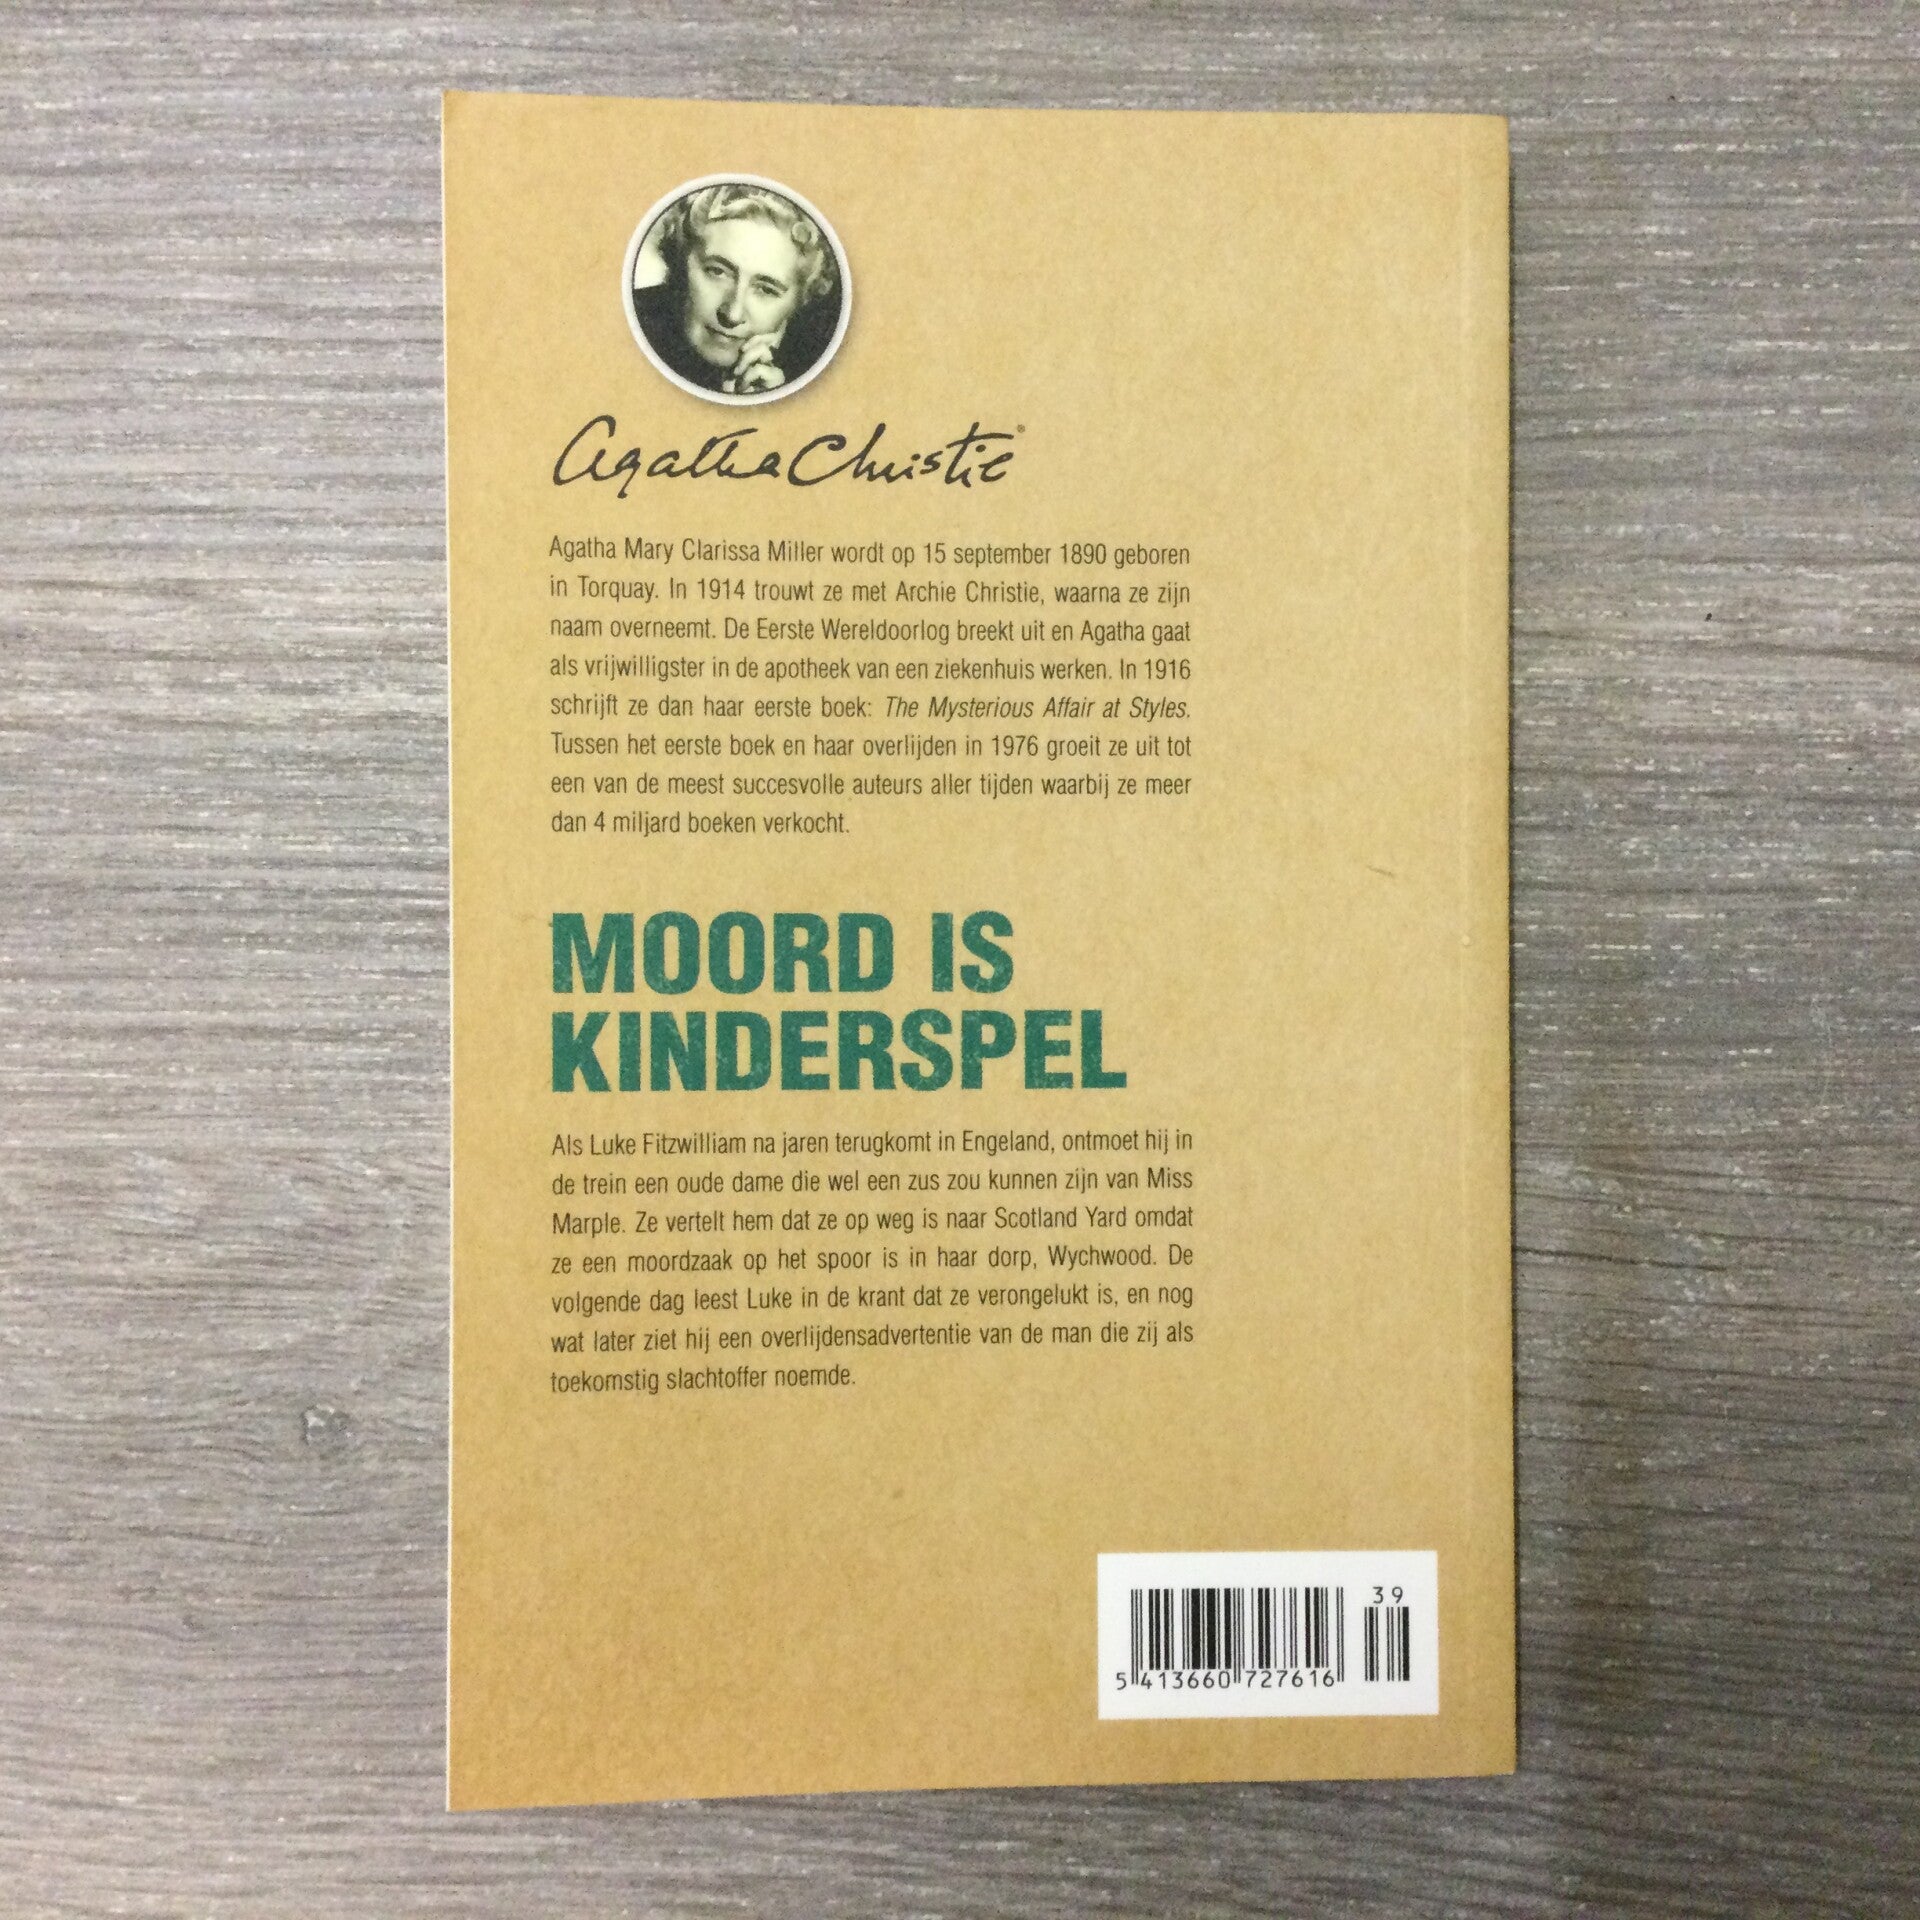 Agatha Christie®
Agatha Mary Clarissa Miller wordt op 15 september 1890 geboren
in Torquay. In 1914 trouwt ze met Archie Christie, waarna ze zijn
naam overneemt. De Eerste Wereldoorlog breekt uit en Agatha gaat
als vrijwilligster in de apotheek van een ziekenhuis werken. In 1916
schrijft ze dan haar eerste boek: The Mysterious Affair at Styles.
Tussen het eerste boek en haar overlijden in 1976 groeit ze uit tot
een van de meest succesvolle auteurs aller tijden waarbij ze meer
dan 4 miljard boeken verkocht.
MOORD IS
KINDERSPEL
Als Luke Fitzwilliam na jaren terugkomt in Engeland, ontmoet hij in
de trein een oude dame die wel een zus zou kunnen zijn van Miss
Marple. Ze vertelt hem dat ze op weg is naar Scotland Yard omdat
ze een moordzaak op het spoor is in haar dorp, Wychwood. De
volgende dag leest Luke in de krant dat ze verongelukt is, en nog
wat later ziet hij een overlijdensadvertentie van de man die zij als
toekomstig slachtoffer noemde.
39
5 413660 727616